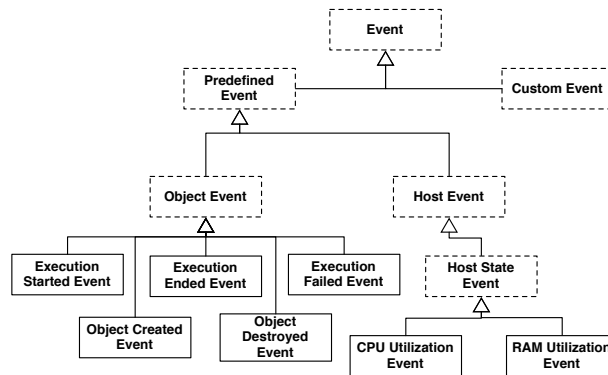 Event
Predefined
Event
Custom Event
Object Event
Host Event
Execution
Started Event
Execution
Ended Event
Execution
Failed Event
Host State
Event
Object Created
Event
Object
Destroyed
Event
CPU Utilization
Event
RAM Utilization
Event